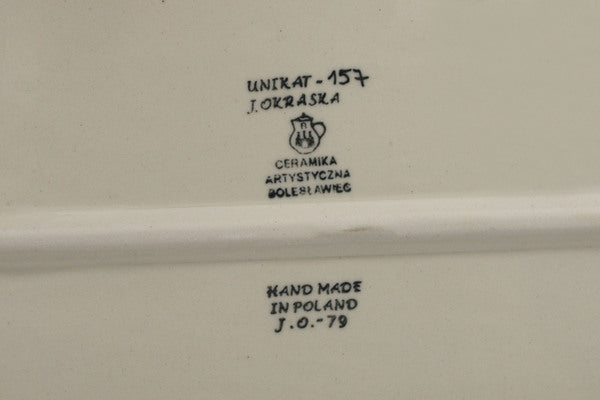 UNIKAT - 157
J. OKRASKA
CERAMIKA
ARTYSTYCZNA
BOLESŁAWIEC
HAND MADE
IN POLAND
J.O.-79